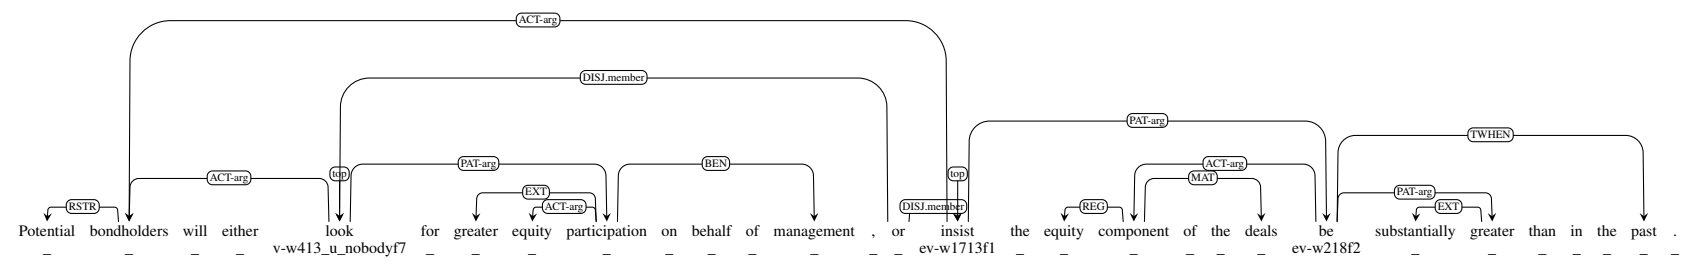 ACT-arg
DISJ.member
PAT-arg
TWHEN
top PAT-arg BEN top ACT-arg
ACT-arg MAT
EXT PAT-arg
RSTR ACT-arg DISJ.member REG EXT
Potential bondholders will either look for greater equity participation on behalf of management , or insist the equity component of the deals be substantially greater than in the past .
_ _ _ _ v-w413_u_nobodyf7 _ _ _ _ _ _ _ _ _ _ ev-w1713f1 _ _ _ _ _ _ ev-w218f2 _ _ _ _ _ _ _